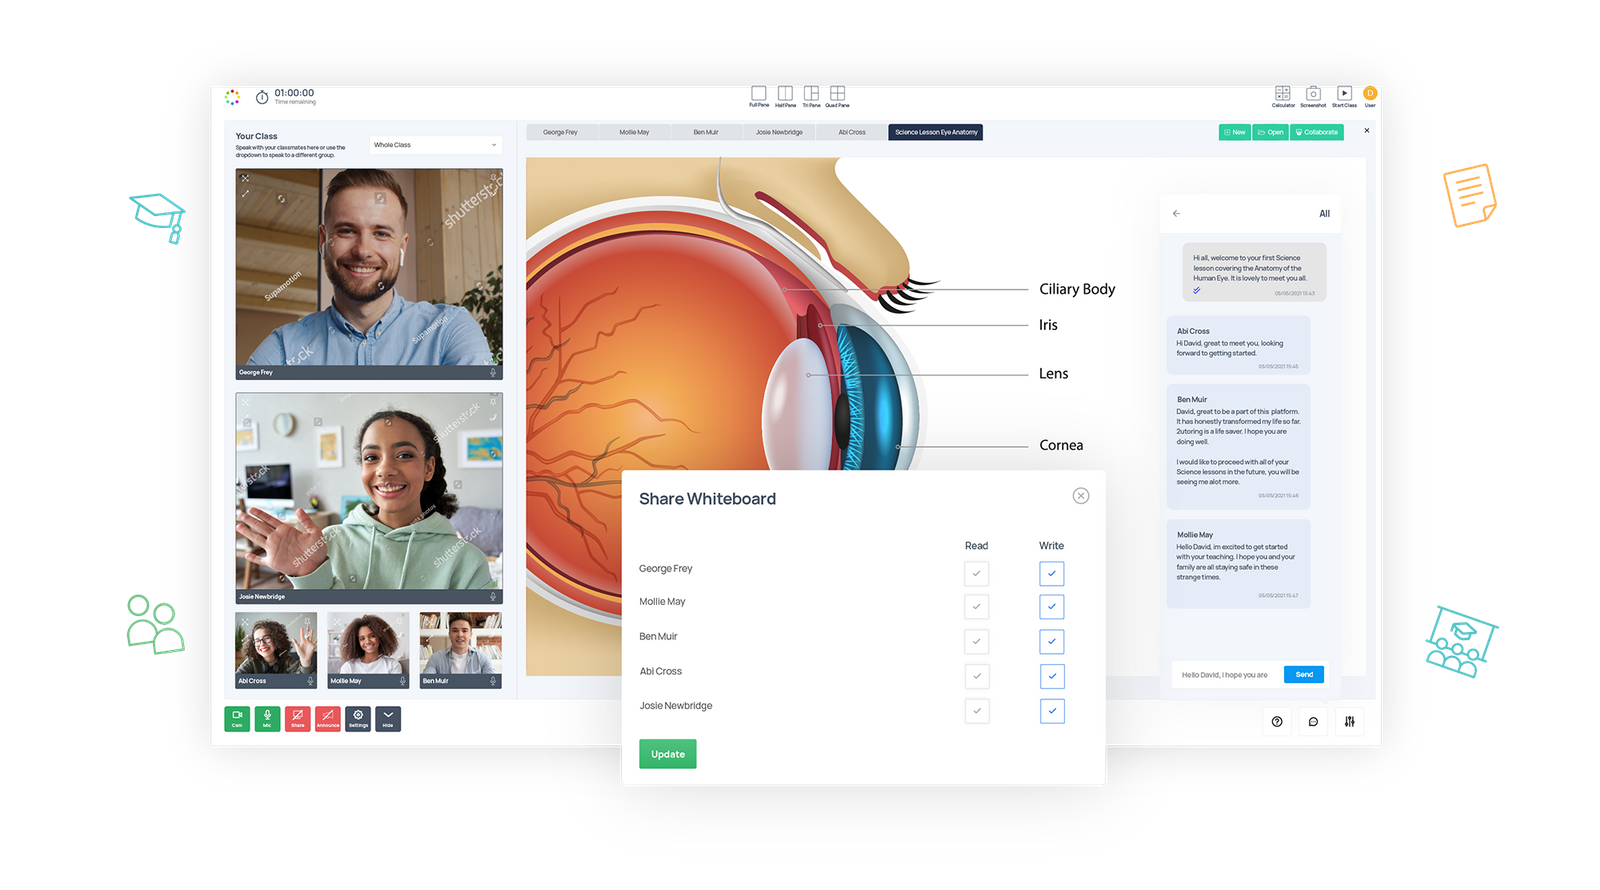 01:00:00
Time remaining
Full Pane
Half Pane
Tri Pane
Quad Pane
Calculator
Screenshot
Start Class
D
User
Your Class
Speak with your classmates here or use the
dropdown to speak to a different group.
Whole Class
George Frey
Mollie May
Ben Muir
Josie Newbridge
Abi Cross
Science Lesson Eye Anatomy
New
Open
Collaborate
shutterstock
Supamotion
Supamotion
George Frey
shutterstock
shutterstock
shutterstock
Josie Newbridge
Abi Cross
Mollie May
Ben Muir
Cam
Mic
Share
Announce
Settings
Hide
Ciliary Body
Iris
Lens
Cornea
All
Hi all, welcome to your first Science
lesson covering the Anatomy of the
Human Eye. It is lovely to meet you all.
05/05/2021 15:43
Abi Cross
Hi David, great to meet you, looking
forward to getting started.
05/05/2021 15:45
Ben Muir
David, great to be a part of this platform.
It has honestly transformed my life so far.
2utoring is a life saver. I hope you are
doing well.
I would like to proceed with all of your
Science lessons in the future, you will be
seeing me alot more.
05/05/2021 15:46
Mollie May
Hello David, im excited to get started
with your teaching. I hope you and your
family are all staying safe in these
strange times.
05/05/2021 15:47
Hello David, I hope you are
Send
Share Whiteboard
Read
Write
George Frey
Mollie May
Ben Muir
Abi Cross
Josie Newbridge
Update